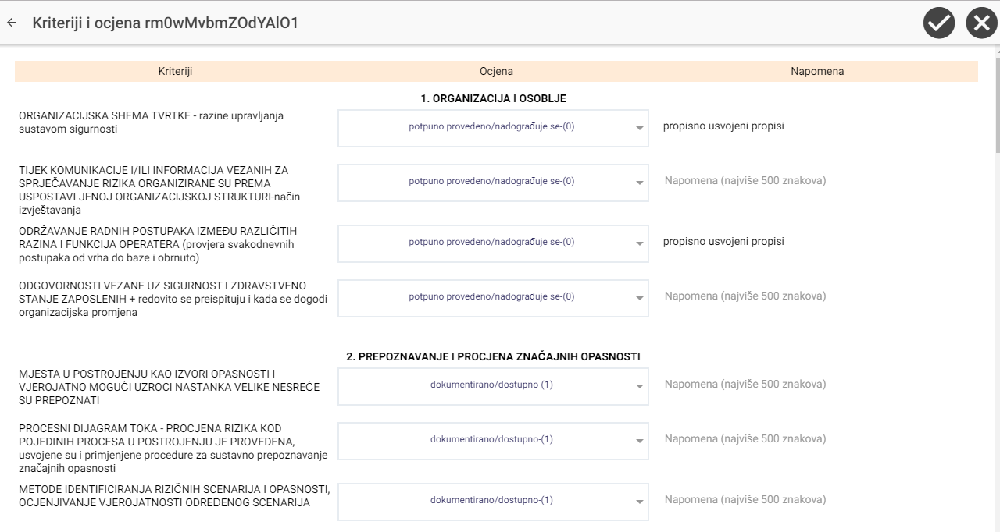 Kriteriji i ocjena rm0wMvbmZOdYAlO1
Kriteriji Ocjena Napomena
1. ORGANIZACIJA I OSOBLJE
ORGANIZACIJSKA SHEMA TVRTKE - razine upravljanja
sustavom sigurnosti
potpuno provedeno/nadograđuje se-(0)
propisno usvojeni propisi
TIJEK KOMUNIKACIJE I/ILI INFORMACIJA VEZANIH ZA
SPRJEČAVANJE RIZIKA ORGANIZIRANE SU PREMA
USPOSTAVLJENOJ ORGANIZACIJSKOJ STRUKTURI-način
izvještavanja
potpuno provedeno/nadograđuje se-(0)
Napomena (najviše 500 znakova)
ODRŽAVANJE RADNIH POSTUPAKA IZMEĐU RAZLIČITIH
RAZINA I FUNKCIJA OPERATERA (provjera svakodnevnih
postupaka od vrha do baze i obrnuto)
potpuno provedeno/nadograđuje se-(0)
propisno usvojeni propisi
ODGOVORNOSTI VEZANE UZ SIGURNOST I ZDRAVSTVENO
STANJE ZAPOSLENIH + redovito se preispituju i kada se dogodi
organizacijska promjena
potpuno provedeno/nadograđuje se-(0)
Napomena (najviše 500 znakova)
2. PREPOZNAVANJE I PROCJENA ZNAČAJNIH OPASNOSTI
MJESTA U POSTROJENJU KAO IZVORI OPASNOSTI I
VJEROJATNO MOGUĆI UZROCI NASTANKA VELIKE NESREĆE
SU PREPOZNATI
dokumentirano/dostupno-(1)
Napomena (najviše 500 znakova)
PROCESNI DIJAGRAM TOKA - PROCJENA RIZIKA KOD
POJEDINIH PROCESA U POSTROJENJU JE PROVEDENA,
usvojene su i primjenjene procedure za sustavno prepoznavanje
značajnih opasnosti
dokumentirano/dostupno-(1)
Napomena (najviše 500 znakova)
METODE IDENTIFICIRANJA RIZIČNIH SCENARIJA I OPASNOSTI,
OCJENJIVANJE VJEROJATNOSTI ODREĐENOG SCENARIJA
dokumentirano/dostupno-(1)
Napomena (najviše 500 znakova)